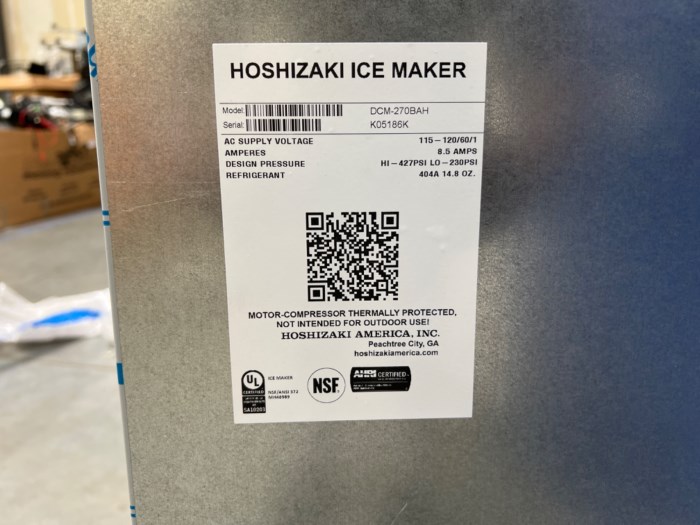 HOSHIZAKI ICE MAKER
Model: DCM-270BAH
Serial: K05186K
AC SUPPLY VOLTAGE 115-120/60/1
AMPERES 8.5 AMPS
DESIGN PRESSURE HI-427PSI LO-230PSI
REFRIGERANT 404A 14.8 OZ.
MOTOR-COMPRESSOR THERMALLY PROTECTED,
NOT INTENDED FOR OUTDOOR USE!
HOSHIZAKI AMERICA, INC.
Peachtree City, GA
hoshizakiamerica.com
UL ICE MAKER
CERTIFIED
NSF
AHRI CERTIFIED